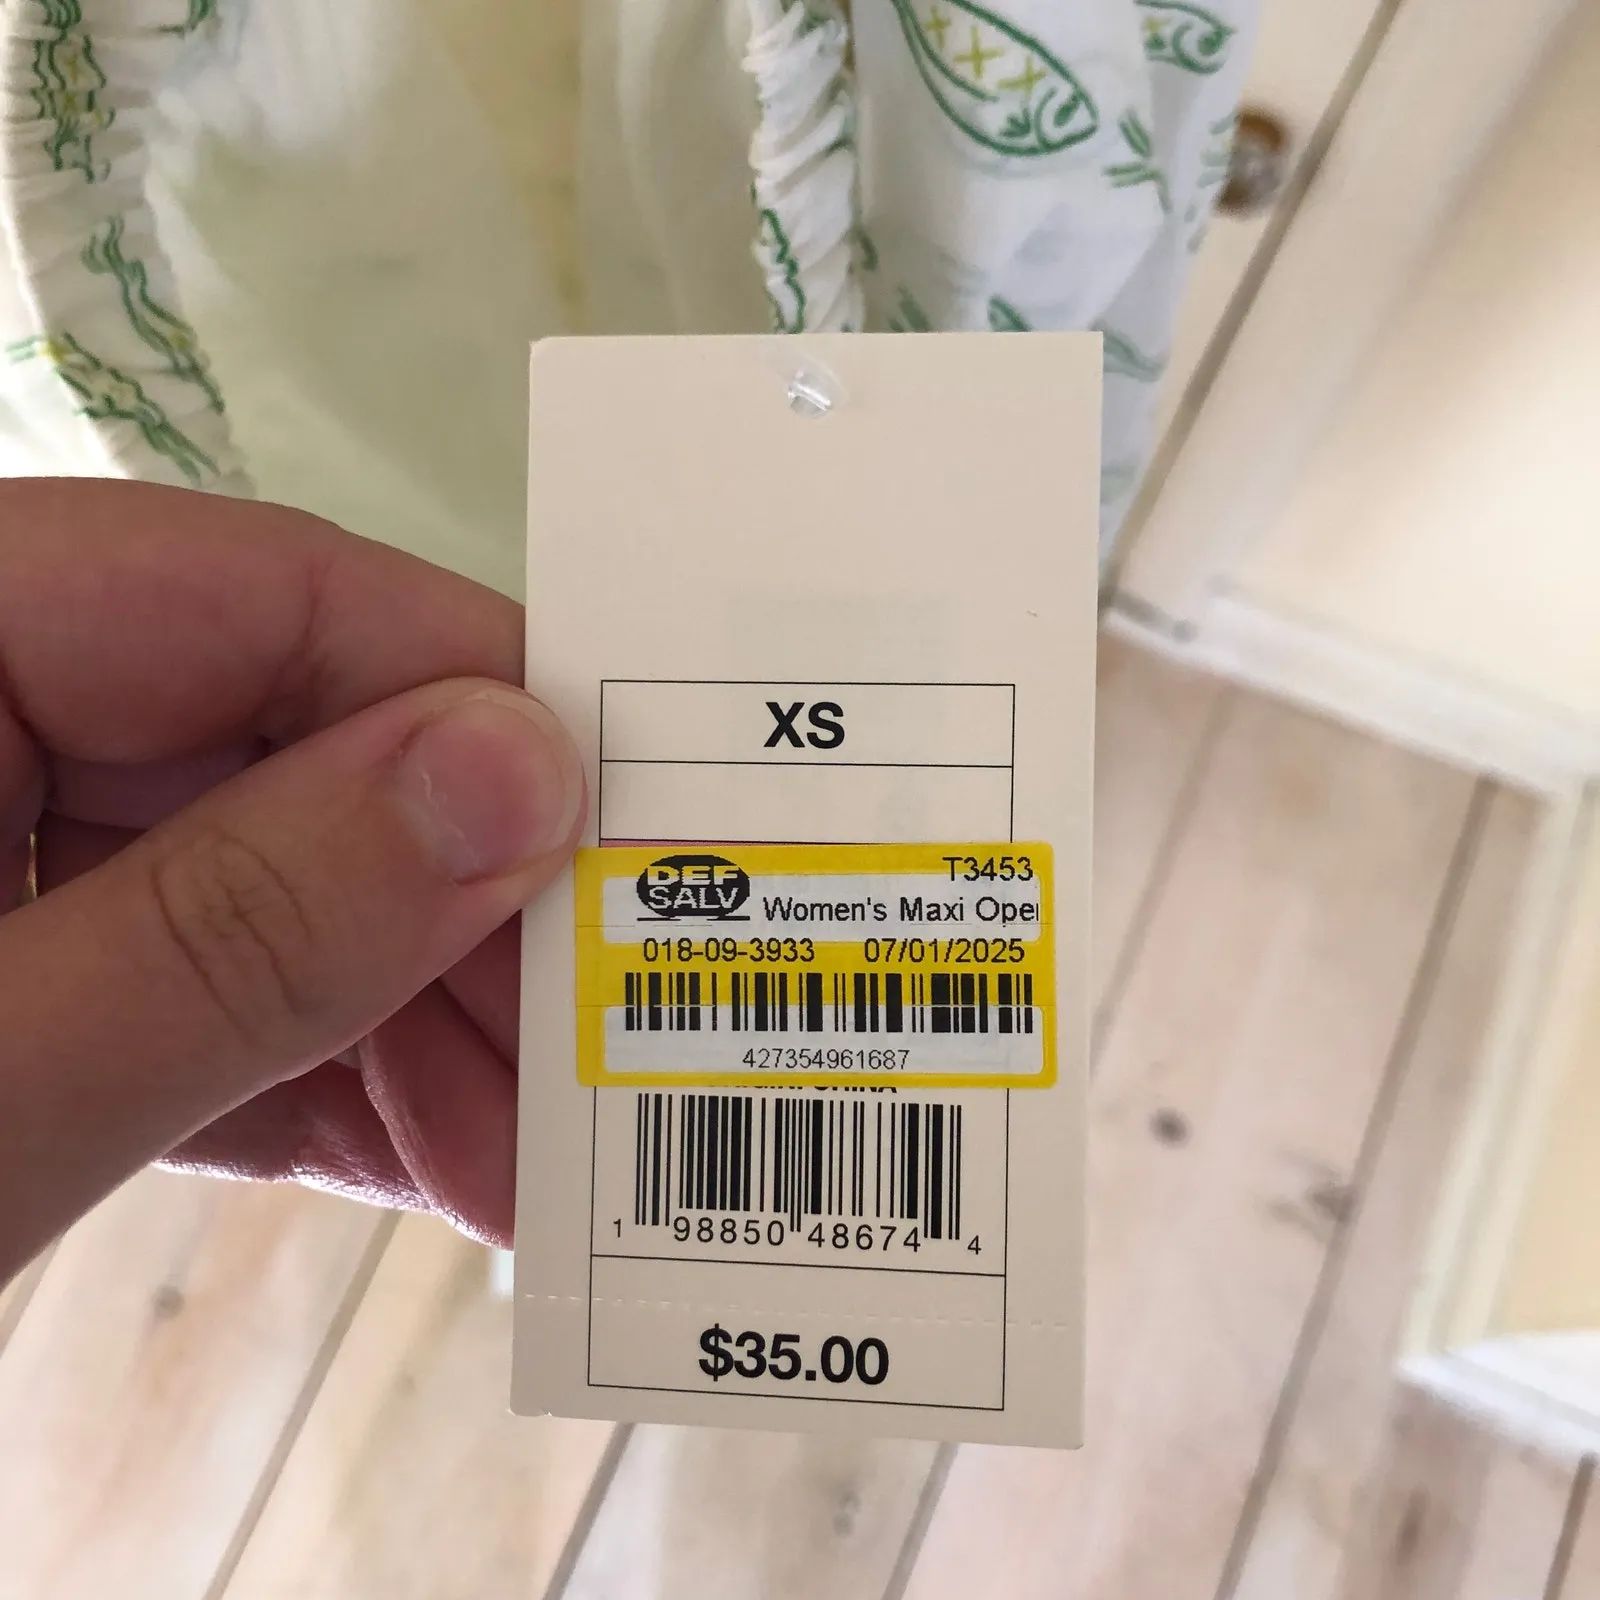 XS
DEF
SALV
T3453
Women's Maxi Ope
018-09-3933 07/01/2025
427354961687
CHINA
1 98850 48674 4
$35.00